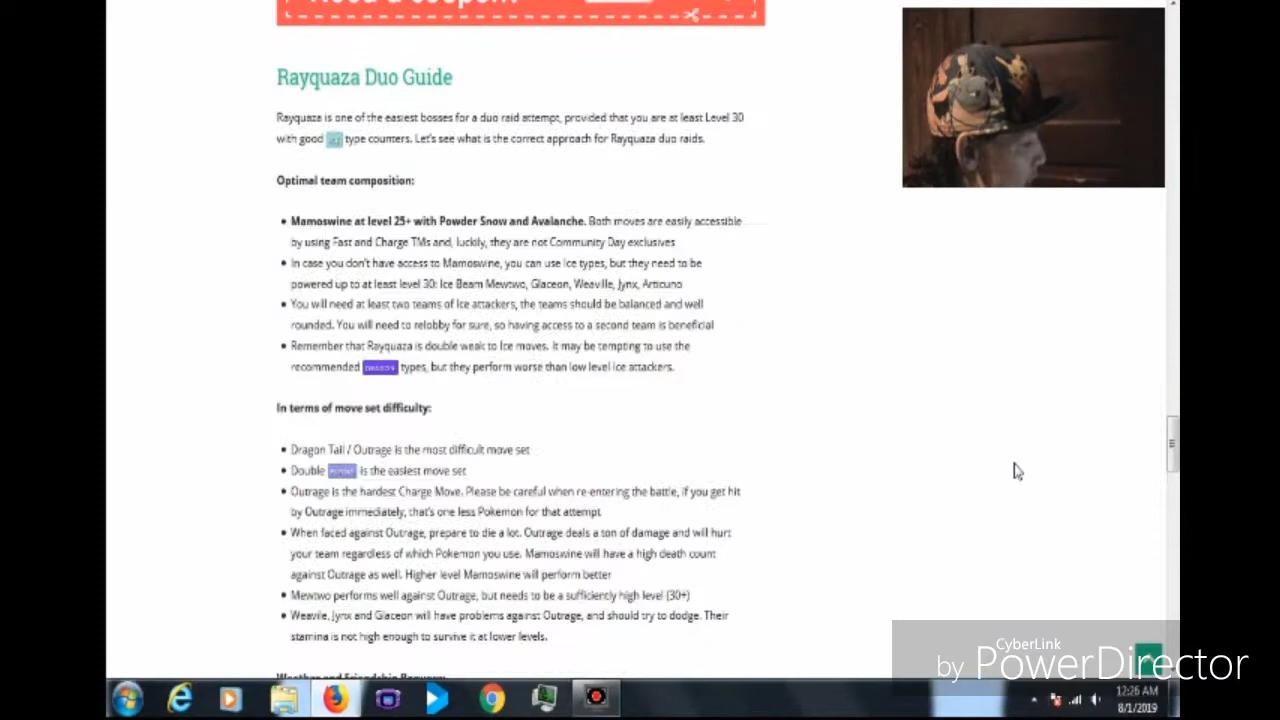 Need a coupon?
Rayquaza Duo Guide
Rayquaza is one of the easiest bosses for a duo raid attempt, provided that you are at least Level 30
with good type counters. Let's see what is the correct approach for Rayquaza duo raids.
Optimal team composition:
• Mamoswine at level 25+ with Powder Snow and Avalanche. Both moves are easily accessible
by using Fast and Charge TMs and, luckily, they are not Community Day exclusives
• In case you don't have access to Mamoswine, you can use Ice types, but they need to be
powered up to at least level 30: Ice Beam Mewtwo, Glaceon, Weaville, Jynx, Articuno
• You will need at least two teams of Ice attackers, the teams should be balanced and well
rounded. You will need to relobby for sure, so having access to a second team is beneficial
• Remember that Rayquaza is double weak to Ice moves. It may be tempting to use the
recommended DRAGON types, but they perform worse than low level Ice attackers.
In terms of move set difficulty:
• Dragon Tail / Outrage is the most difficult move set
• Double is the easiest move set
• Outrage is the hardest Charge Move. Please be careful when re-entering the battle, if you get hit
by Outrage immediately, that's one less Pokemon for that attempt
• When faced against Outrage, prepare to die a lot. Outrage deals a ton of damage and will hurt
your team regardless of which Pokemon you use. Mamoswine will have a high death count
against Outrage as well. Higher level Mamoswine will perform better
• Mewtwo performs well against Outrage, but needs to be a sufficiently high level (30+)
• Weavile, Jynx and Glaceon will have problems against Outrage, and should try to dodge. Their
stamina is not high enough to survive it at lower levels.
Weather and Friendship
CyberLink
by PowerDirector
12:26 AM
8/1/2019